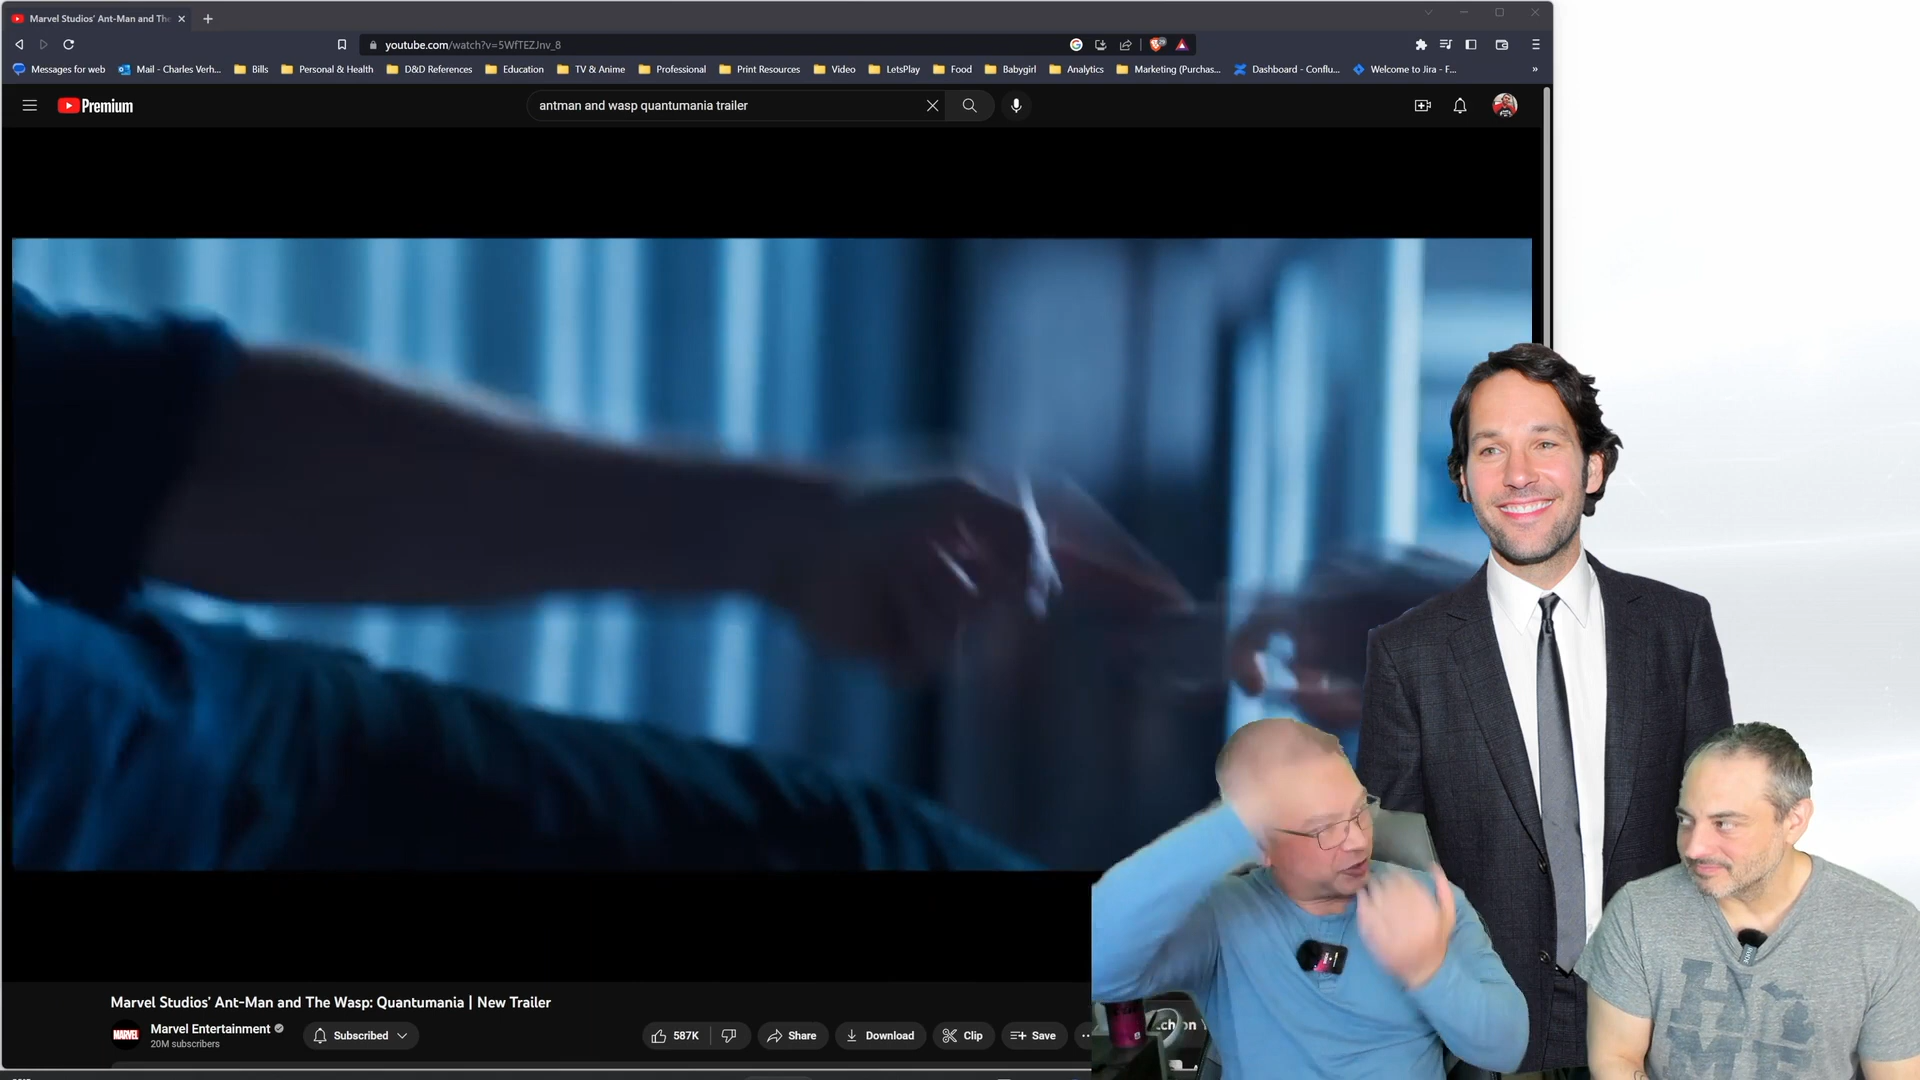 Marvel Studios' Ant-Man and The
youtube.com/watch?v=5WfTEZJnv_8
Messages for web
Mail - Charles Verh...
Bills
Personal & Health
D&D References
Education
TV & Anime
Professional
Print Resources
Video
LetsPlay
Food
Babygirl
Analytics
Marketing (Purchas...
Dashboard - Conflu...
Welcome to Jira - F...
»
Premium
antman and wasp quantumania trailer
Marvel Studios' Ant-Man and The Wasp: Quantumania | New Trailer
MARVEL
Marvel Entertainment
20M subscribers
Subscribed
587K
Share
Download
Clip
Save